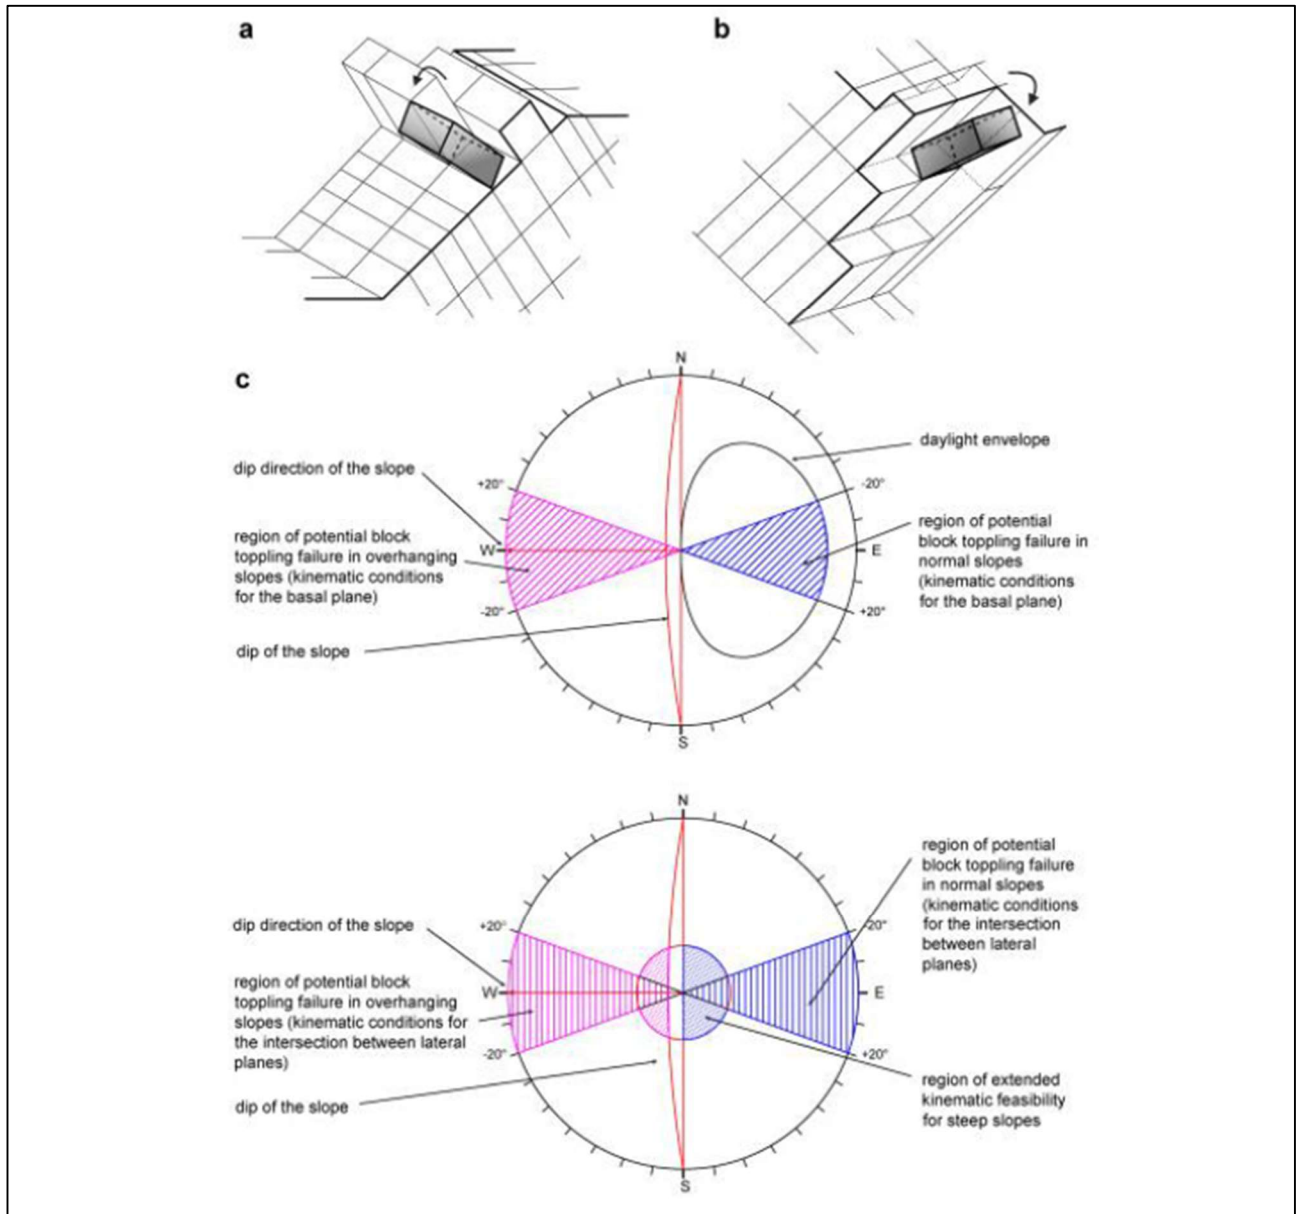 a
b
c
N
daylight envelope
dip direction of the slope
+20°
-20°
region of potential block
toppling failure in overhanging
slopes (kinematic conditions
for the basal plane)
W
E
region of potential
block toppling failure in
normal slopes
(kinematic conditions
for the basal plane)
-20°
+20°
dip of the slope
S
N
region of potential
block toppling failure
in normal slopes
(kinematic conditions
for the intersection
between lateral
planes)
dip direction of the slope
+20°
-20°
region of potential block
toppling failure in overhanging
slopes (kinematic conditions for
the intersection between lateral
planes)
W
E
-20°
+20°
dip of the slope
region of extended
kinematic feasibility
for steep slopes
S